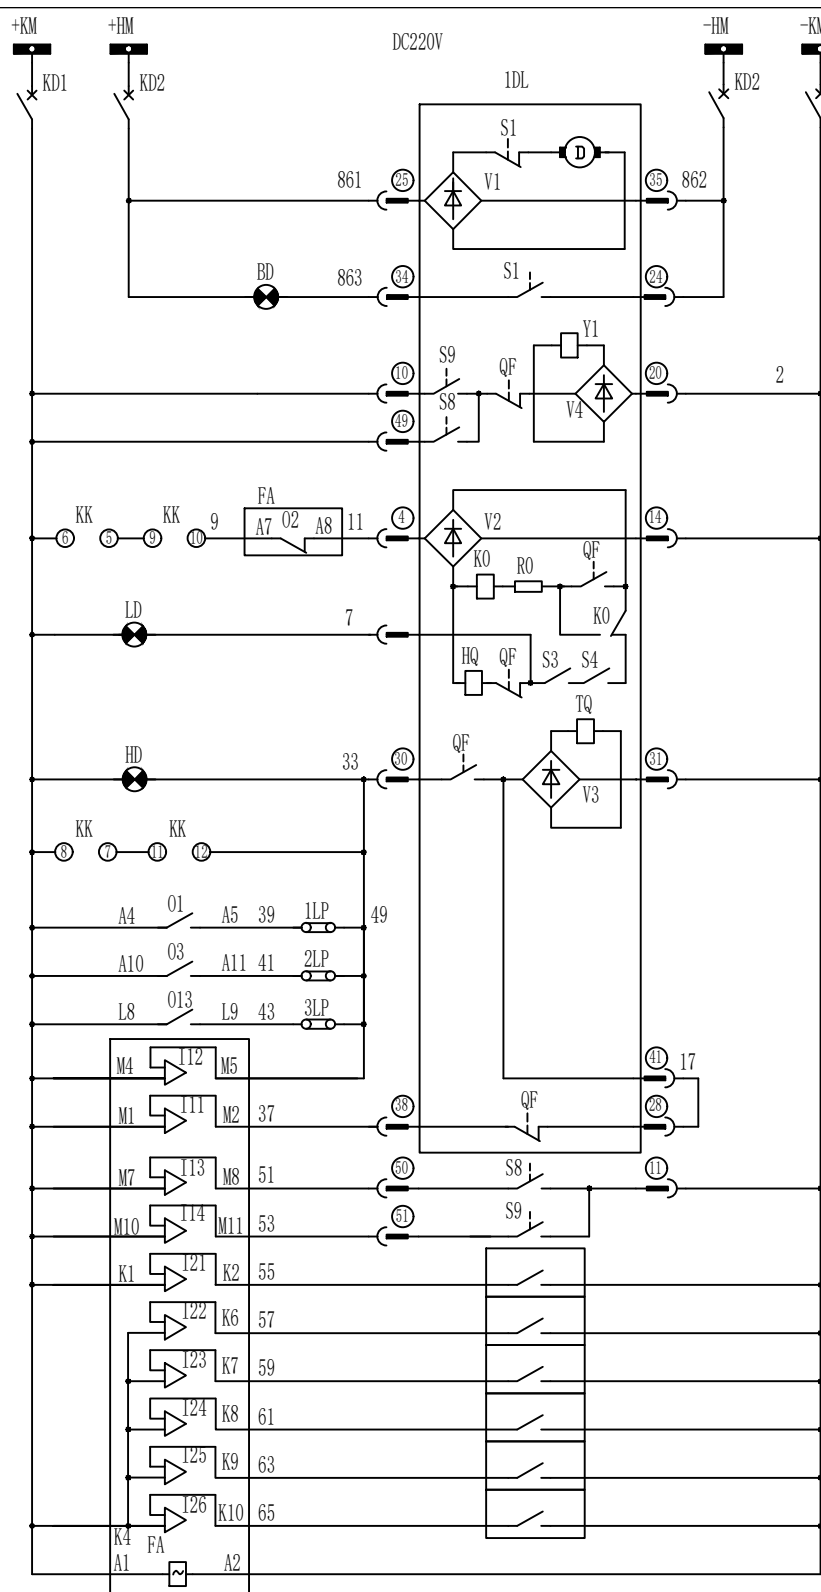 +KM +HM DC220V -HM -KM
KD1 KD2 1DL KD2
S1
D
861 25 V1 35 862
BD 863 34 S1 24
Y1
S9 QF
10 20 2
S8 V4
49
FA
KK KK 9 A7 02 A8 11 4 V2 14
6 5 9 10
K0 R0 QF
LD 7 K0
HQ QF S3 S4
TQ
HD 33 30 QF V3 31
KK KK
8 7 11 12
A4 01 A5 39 1LP 49
A10 03 A11 41 2LP
L8 013 L9 43 3LP
M4 I12 M5 41 17
M1 I11 M2 37 38 QF 28
M7 I13 M8 51 50 S8 11
M10 I14 M11 53 51 S9
K1 I21 K2 55
I22 K6 57
I23 K7 59
I24 K8 61
I25 K9 63
I26 K10 65
K4 FA
A1 A2